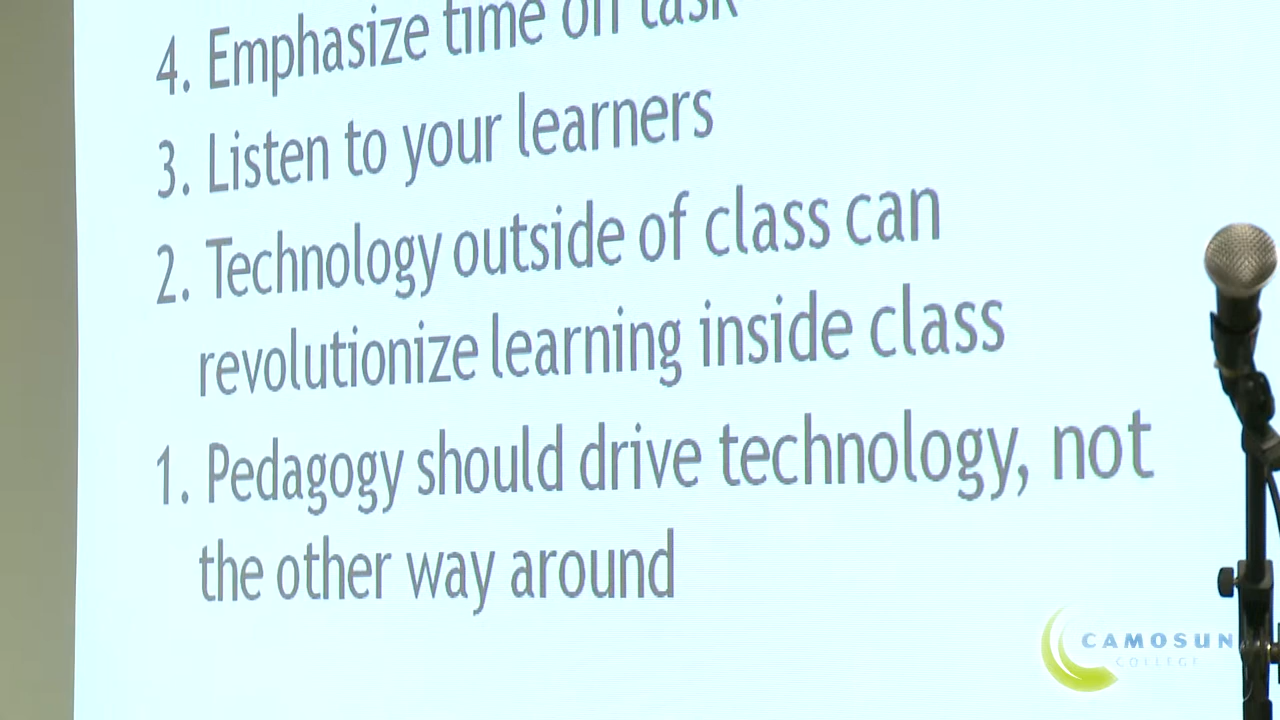 4. Emphasize time on task
3. Listen to your learners
2. Technology outside of class can
revolutionize learning inside class
1. Pedagogy should drive technology, not
the other way around
CAMOSUN
COLLEGE